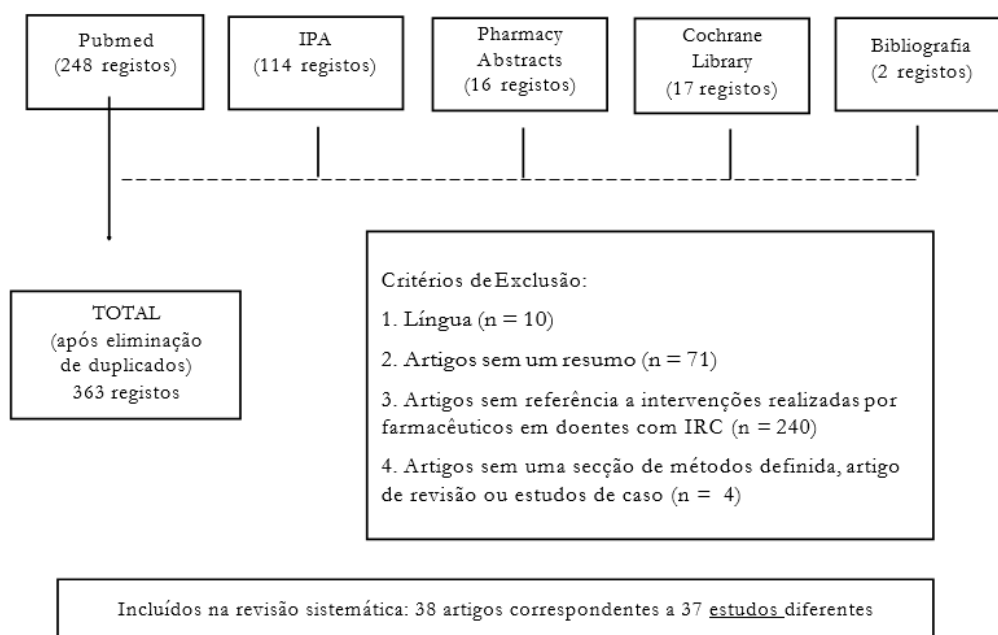 Pubmed
(248 registos)
IPA
(114 registos)
Pharmacy
Abstracts
(16 registos)
Cochrane
Library
(17 registos)
Bibliografia
(2 registos)
TOTAL
(após eliminação
de duplicados)
363 registos
Critérios de Exclusão:
1. Língua (n = 10)
2. Artigos sem um resumo (n = 71)
3. Artigos sem referência a intervenções realizadas por
farmacêuticos em doentes com IRC (n = 240)
4. Artigos sem uma secção de métodos definida, artigo
de revisão ou estudos de caso (n = 4)
Incluídos na revisão sistemática: 38 artigos correspondentes a 37 estudos diferentes